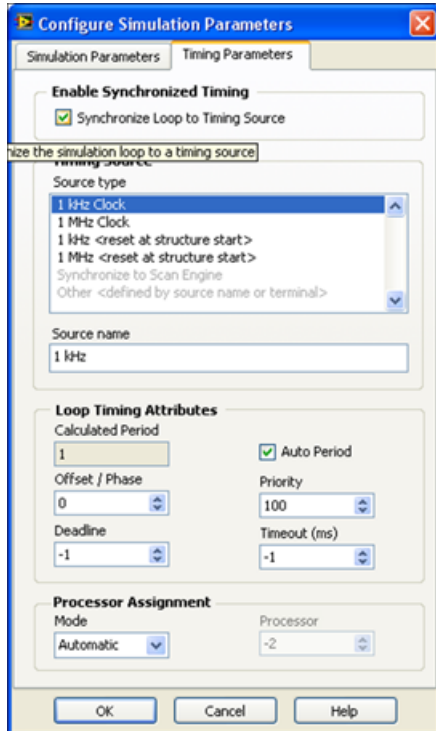 Configure Simulation Parameters
Simulation Parameters Timing Parameters
Enable Synchronized Timing
Synchronize Loop to Timing Source
nize the simulation loop to a timing source
Timing Source
Source type
1 kHz Clock
1 MHz Clock
1 kHz <reset at structure start>
1 MHz <reset at structure start>
Synchronize to Scan Engine
Other <defined by source name or terminal>
Source name
1 kHz
Loop Timing Attributes
Calculated Period
1
Auto Period
Offset / Phase
Priority
0
100
Deadline
Timeout (ms)
-1
-1
Processor Assignment
Mode
Processor
Automatic
-2
OK Cancel Help